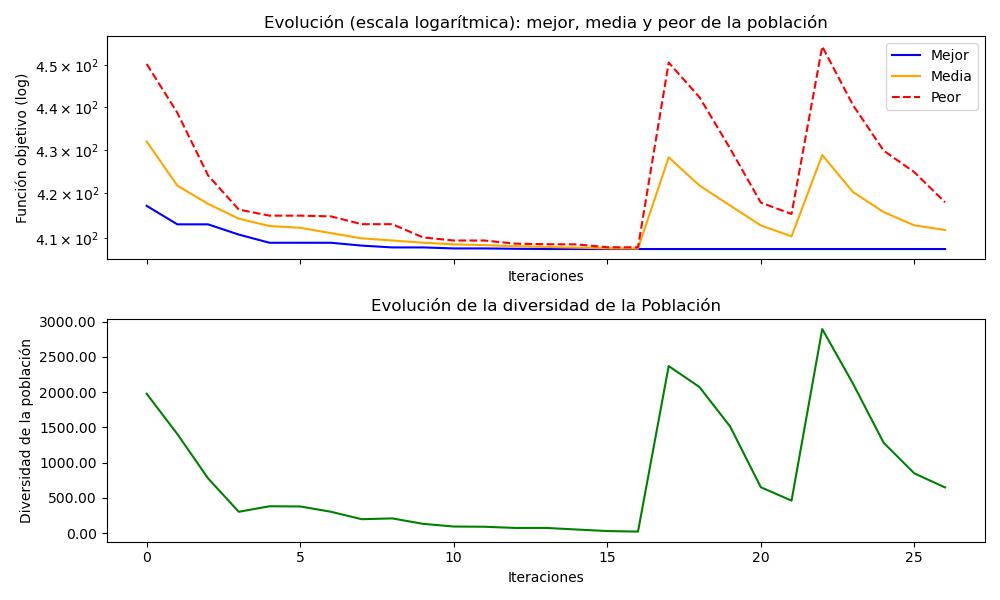 Evolución (escala logarítmica): mejor, media y peor de la población
Función objetivo (log)
4.5 × 10²
4.4 × 10²
4.3 × 10²
4.2 × 10²
4.1 × 10²
Mejor
Media
Peor
Iteraciones
Evolución de la diversidad de la Población
Diversidad de la población
3000.00
2500.00
2000.00
1500.00
1000.00
500.00
0.00
0 5 10 15 20 25
Iteraciones